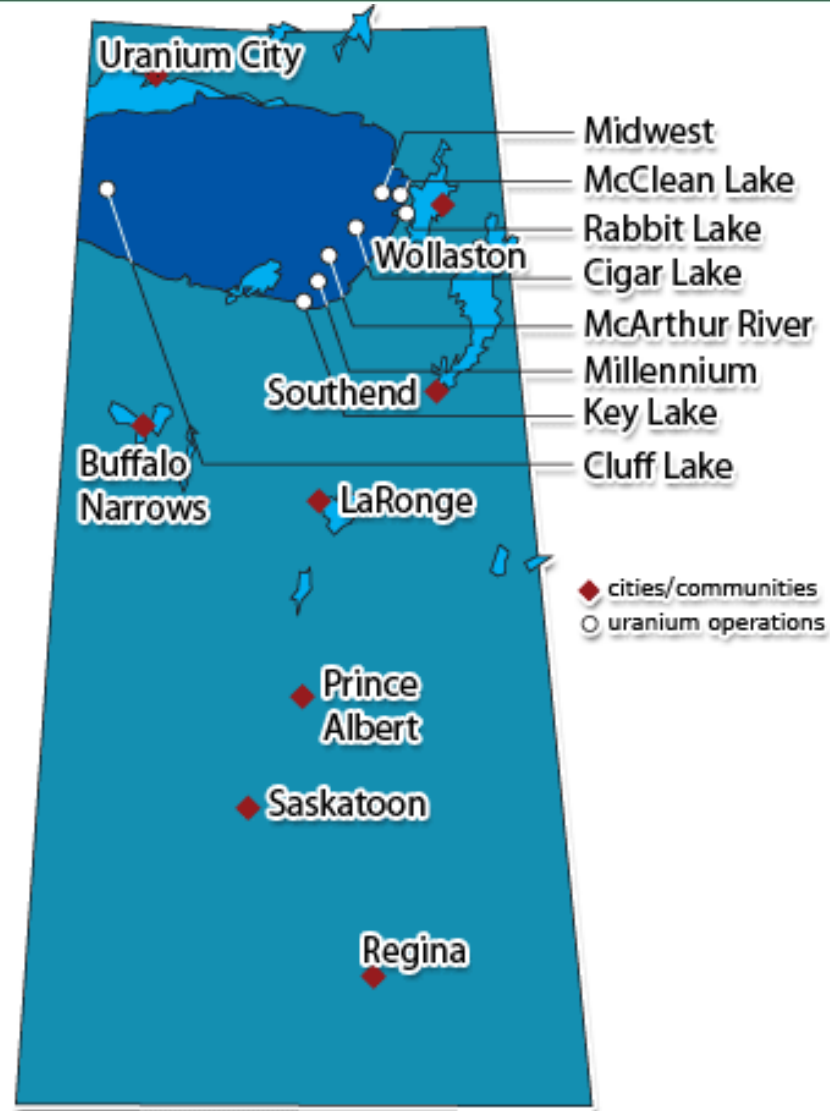 Uranium City
Midwest
McClean Lake
Rabbit Lake
Wollaston
Cigar Lake
McArthur River
Millennium
Southend
Key Lake
Buffalo
Narrows
Cluff Lake
LaRonge
cities/communities
uranium operations
Prince
Albert
Saskatoon
Regina